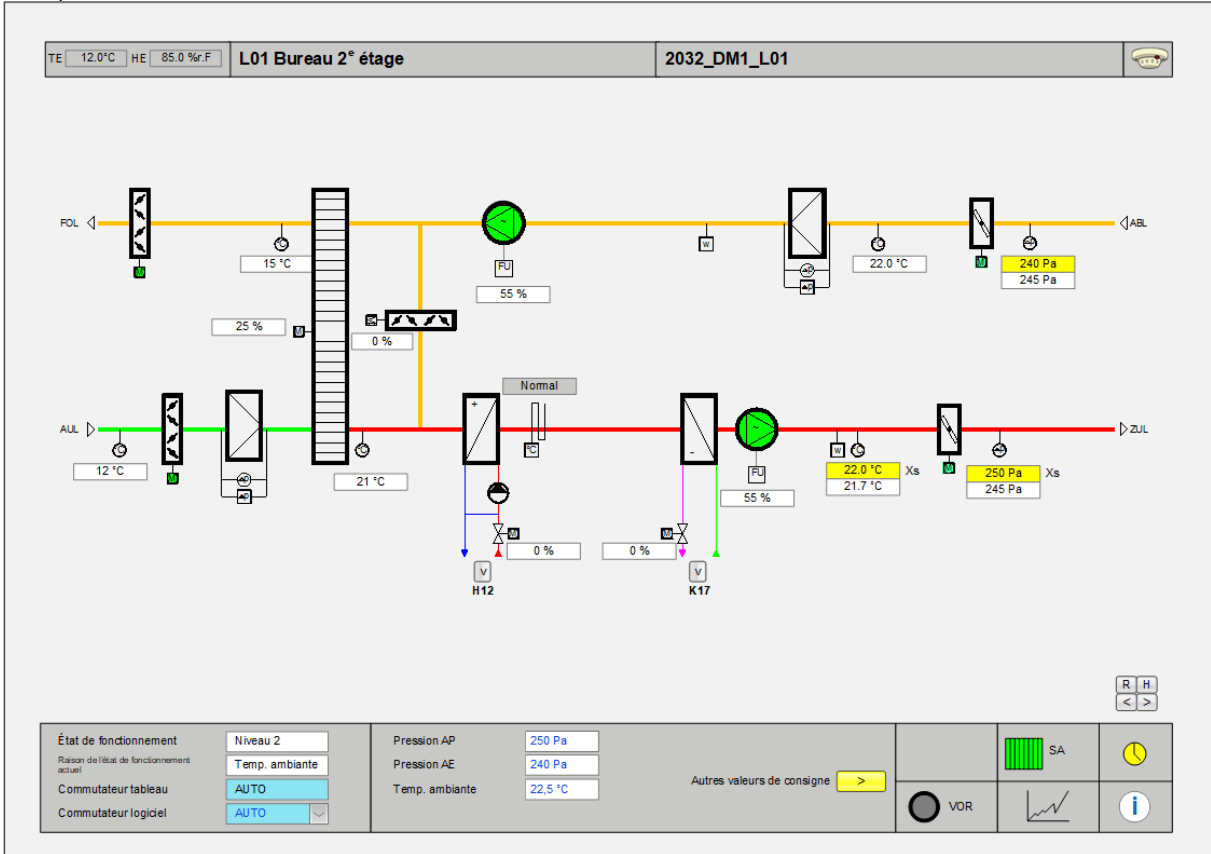 TE 12.0°C HE 85.0 %r.F L01 Bureau 2e étage 2032_DM1_L01
FOL
ABL
15 °C
FU
W
22.0 °C
M
240 Pa
245 Pa
55 %
25 %
M
0 %
Normal
AUL
ZUL
12 °C
M
21 °C
°C
FU
55 %
W
22.0 °C Xs
21.7 °C
M
250 Pa Xs
245 Pa
M
0 %
0 %
M
V
H12
V
K17
R H
< >
État de fonctionnement Niveau 2
Raison de l'état de fonctionnement
actuel
Temp. ambiante
Commutateur tableau AUTO
Commutateur logiciel AUTO
Pression AP 250 Pa
Pression AE 240 Pa
Temp. ambiante 22,5 °C
Autres valeurs de consigne >
SA
VOR
i